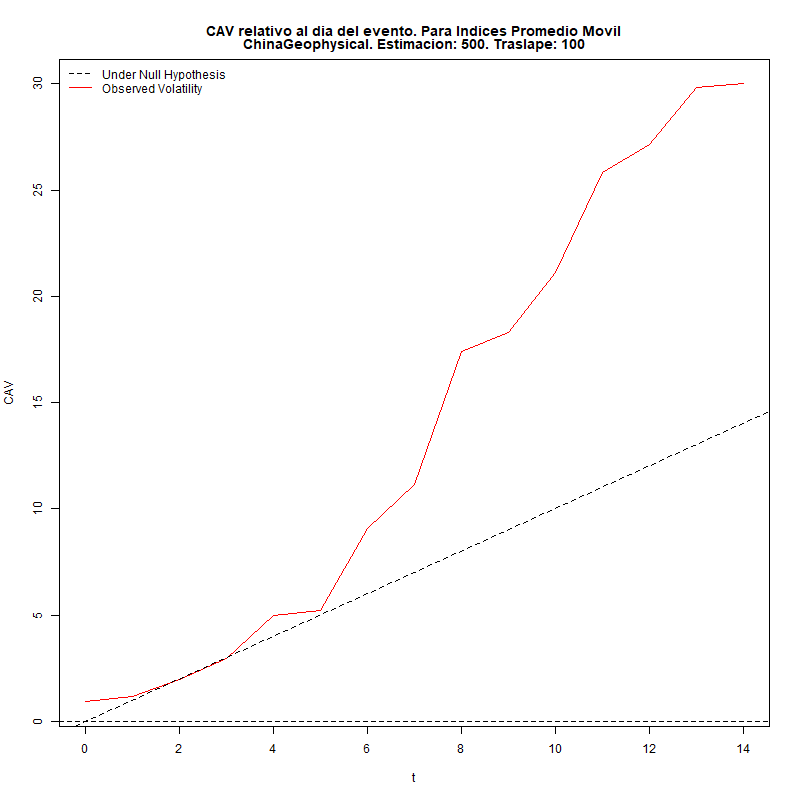 CAV relativo al dia del evento. Para Indices Promedio Movil
ChinaGeophysical. Estimacion: 500. Traslape: 100
Under Null Hypothesis
Observed Volatility
30
25
20
15
10
5
0
CAV
0 2 4 6 8 10 12 14
t